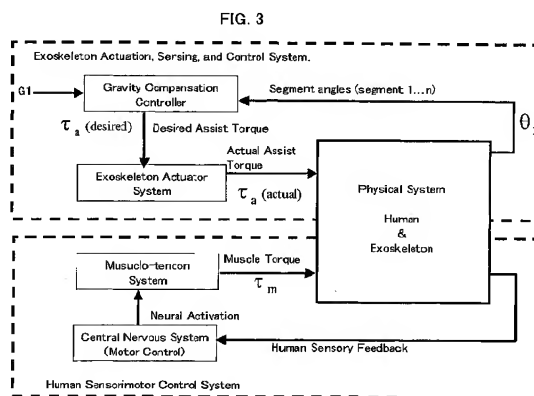 FIG. 3
Exoskeleton Actuation, Sensing, and Control System.
G1
Gravity Compensation
Controller
Segment angles (segment 1...n)
τa (desired)
Desired Assist Torque
θ
Actual Assist
Torque
Exoskeleton Actuator
System
τa (actual)
Physical System
Human
&
Exoskeleton
Musuclo-tencon
System
Muscle Torque
τm
Neural Activation
Central Nervous System
(Motor Control)
Human Sensory Feedback
Human Sensorimotor Control System